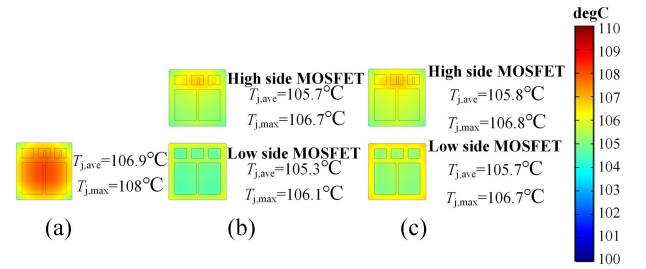 degC
110
109
108
107
106
105
104
103
102
101
100
High side MOSFET
Tj,ave=105.7℃
Tj,max=106.7℃
High side MOSFET
Tj,ave=105.8℃
Tj,max=106.8℃
Tj,ave=106.9℃
Tj,max=108℃
Low side MOSFET
Tj,ave=105.3℃
Tj,max=106.1℃
Low side MOSFET
Tj,ave=105.7℃
Tj,max=106.7℃
(a)
(b)
(c)